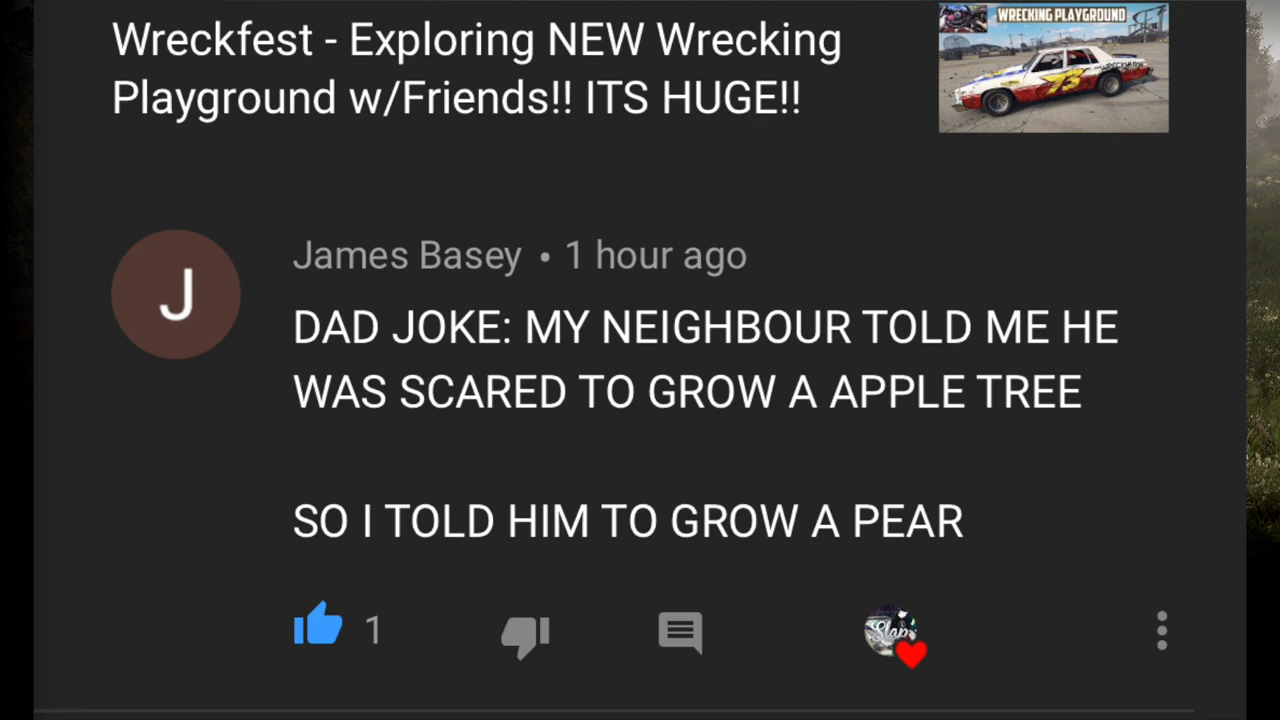 Wreckfest - Exploring NEW Wrecking
Playground w/Friends!! ITS HUGE!!
WRECKING PLAYGROUND
73
J
James Basey • 1 hour ago
DAD JOKE: MY NEIGHBOUR TOLD ME HE
WAS SCARED TO GROW A APPLE TREE
SO I TOLD HIM TO GROW A PEAR
1
Slap